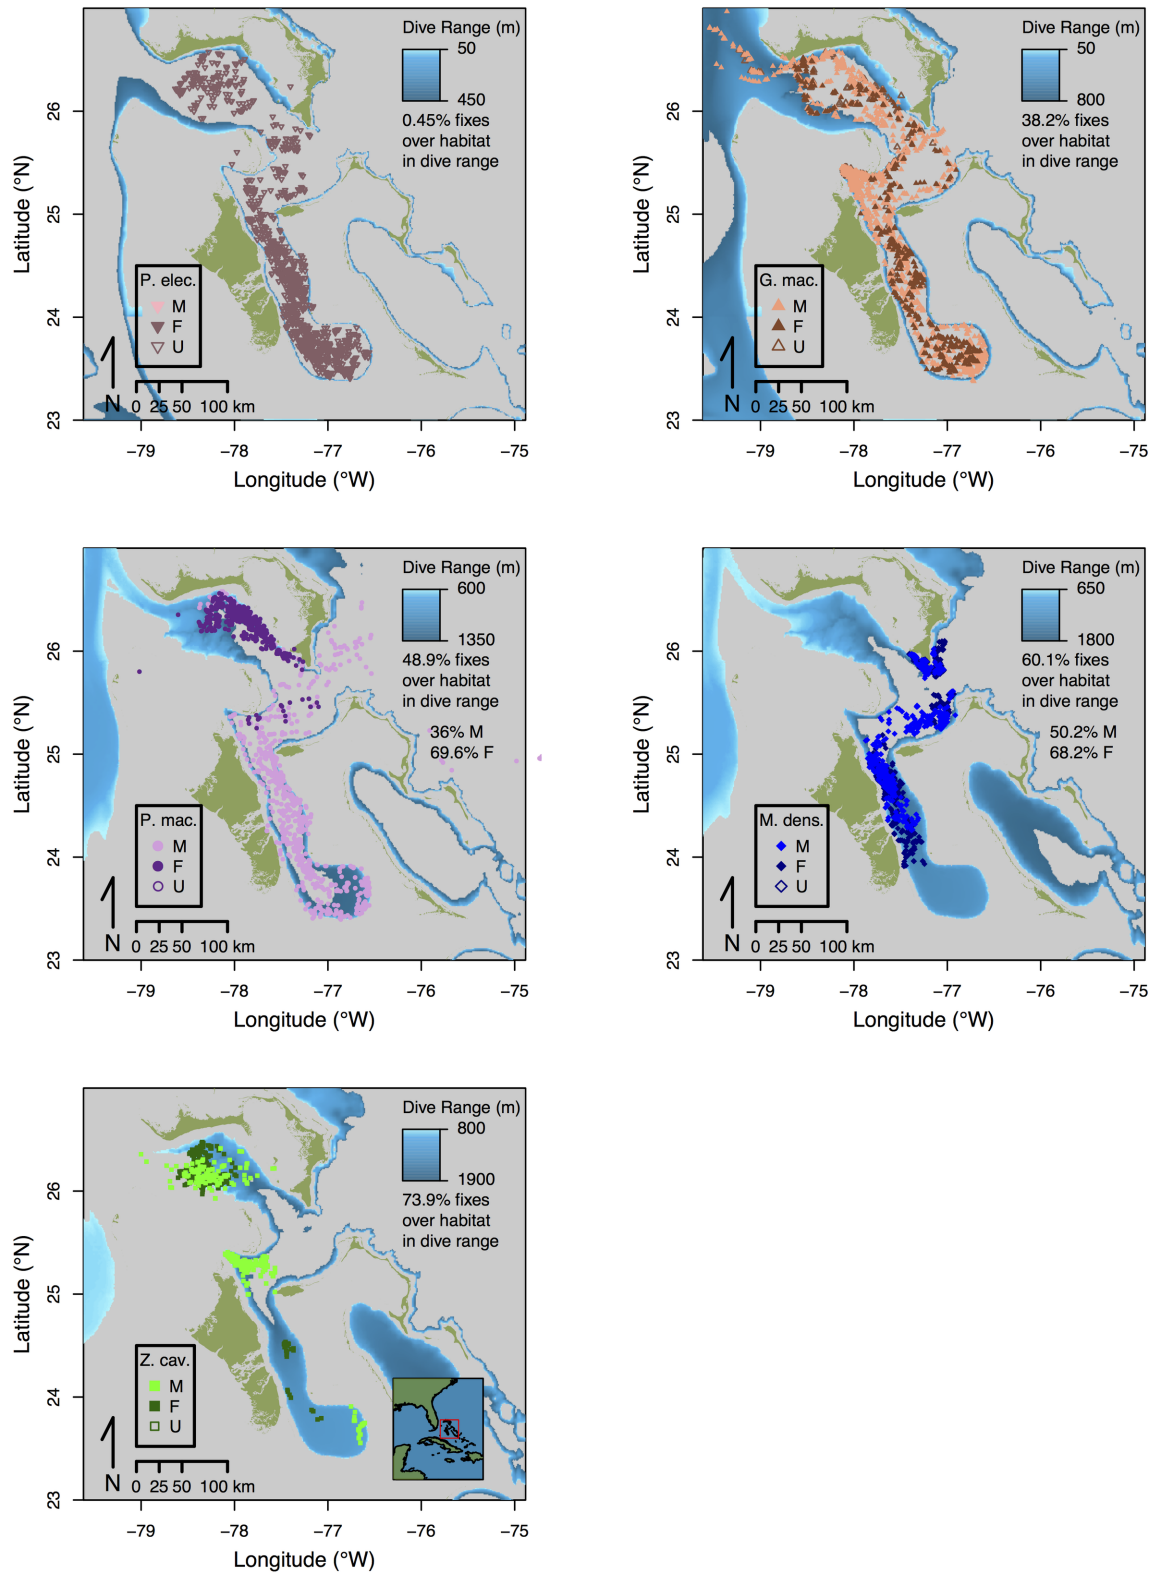 Dive Range (m)
50
450
0.45% fixes
over habitat
in dive range
P. elec.
M
F
U
N
0 25 50 100 km
26
25
24
23
Latitude (°N)
−79 −78 −77 −76 −75
Longitude (°W)
Dive Range (m)
50
800
38.2% fixes
over habitat
in dive range
G. mac.
M
F
U
N
0 25 50 100 km
26
25
24
23
Latitude (°N)
−79 −78 −77 −76 −75
Longitude (°W)
Dive Range (m)
600
1350
48.9% fixes
over habitat
in dive range
36% M
69.6% F
P. mac.
M
F
U
N
0 25 50 100 km
26
25
24
23
Latitude (°N)
−79 −78 −77 −76 −75
Longitude (°W)
Dive Range (m)
650
1800
60.1% fixes
over habitat
in dive range
50.2% M
68.2% F
M. dens.
M
F
U
N
0 25 50 100 km
26
25
24
23
Latitude (°N)
−79 −78 −77 −76 −75
Longitude (°W)
Dive Range (m)
800
1900
73.9% fixes
over habitat
in dive range
Z. cav.
M
F
U
N
0 25 50 100 km
26
25
24
23
Latitude (°N)
−79 −78 −77 −76 −75
Longitude (°W)